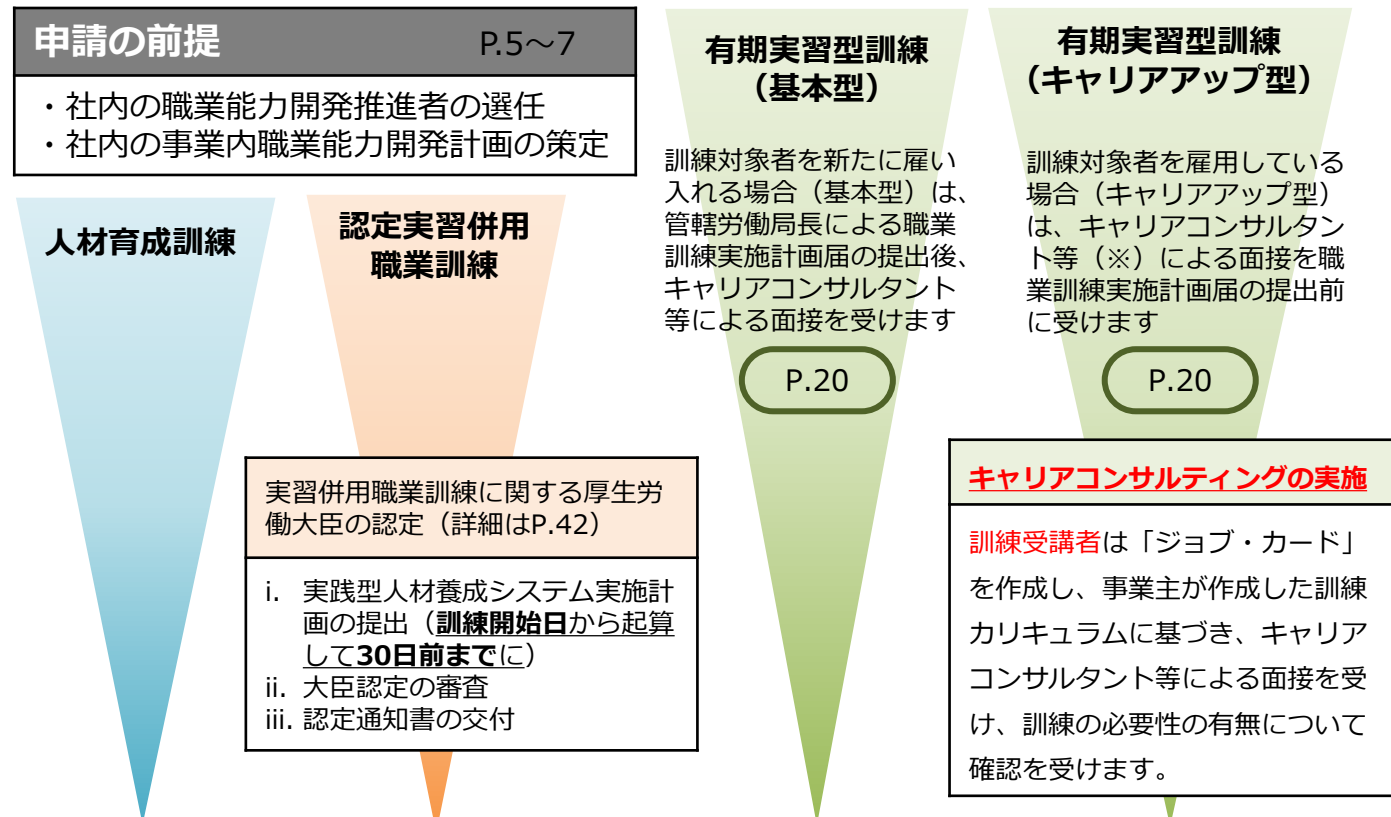 申請の前提 P.5～7
・社内の職業能力開発推進者の選任
・社内の事業内職業能力開発計画の策定
人材育成訓練
認定実習併用
職業訓練
実習併用職業訓練に関する厚生労
働大臣の認定（詳細はP.42）
i. 実践型人材養成システム実施計
画の提出（訓練開始日から起算
して30日前までに）
ii. 大臣認定の審査
iii. 認定通知書の交付
有期実習型訓練
（基本型）
訓練対象者を新たに雇い
入れる場合（基本型）は、
管轄労働局長による職業
訓練実施計画届の提出後、
キャリアコンサルタント
等による面接を受けます
P.20
有期実習型訓練
（キャリアアップ型）
訓練対象者を雇用している
場合（キャリアアップ型）
は、キャリアコンサルタン
ト等（※）による面接を職
業訓練実施計画届の提出前
に受けます
P.20
キャリアコンサルティングの実施
訓練受講者は「ジョブ・カード」
を作成し、事業主が作成した訓練
カリキュラムに基づき、キャリア
コンサルタント等による面接を受
け、訓練の必要性の有無について
確認を受けます。